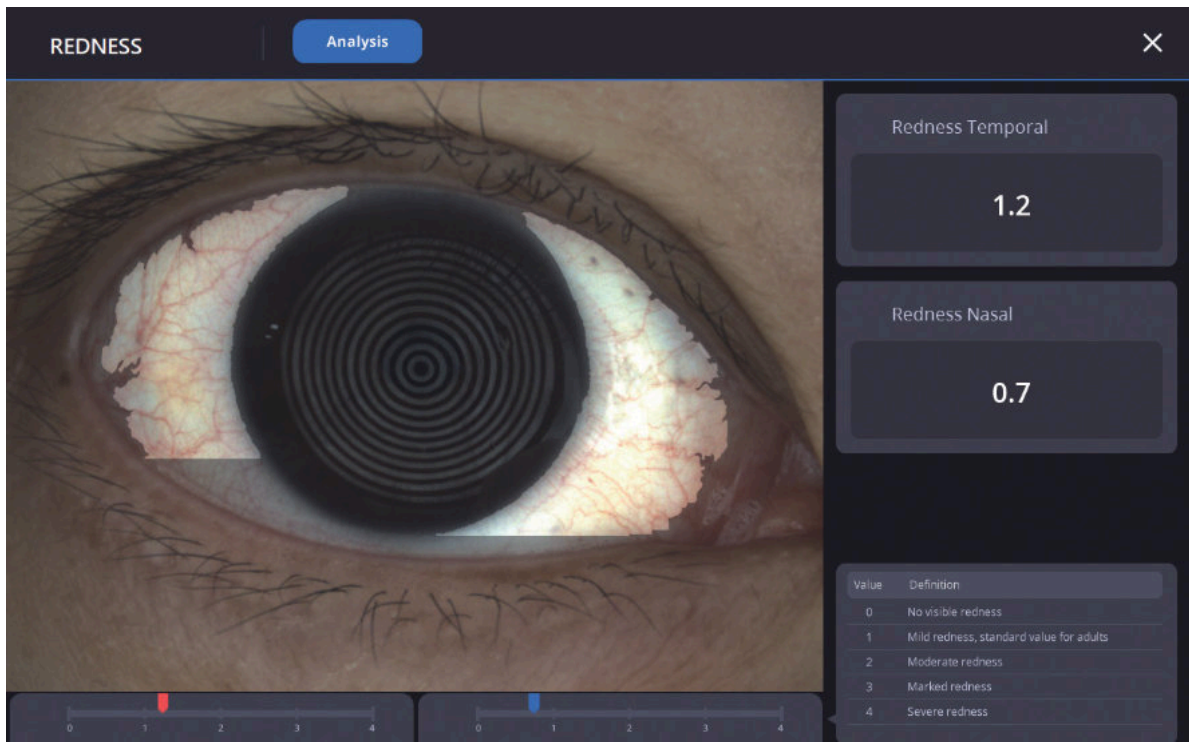 REDNESS Analysis
Redness Temporal
1.2
Redness Nasal
0.7
Value Definition
0 No visible redness
1 Mild redness, standard value for adults
2 Moderate redness
3 Marked redness
4 Severe redness
0 1 2 3 4
0 1 2 3 4